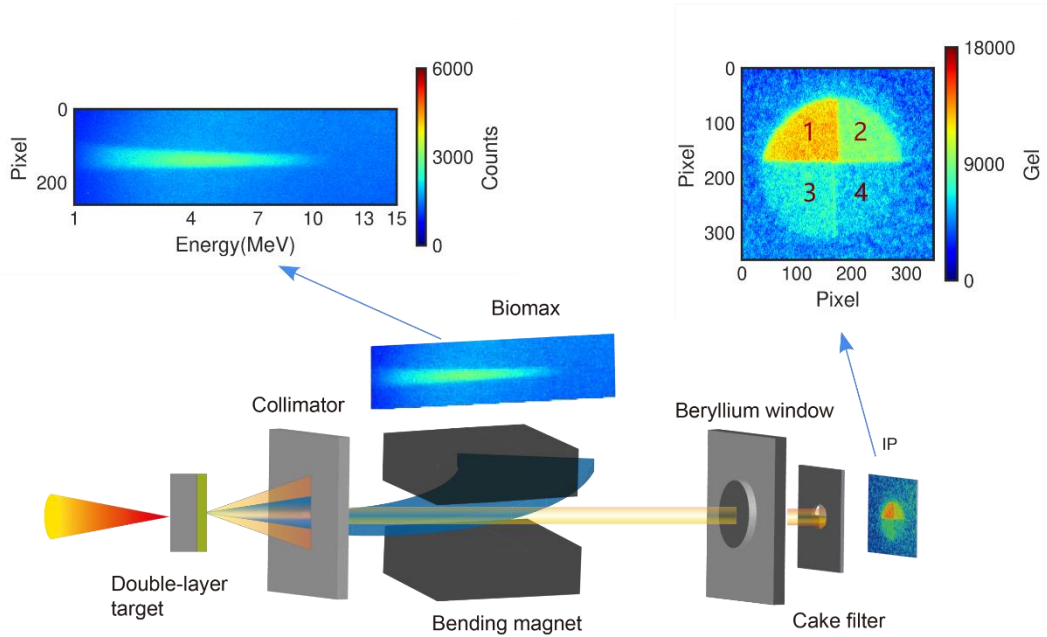 6000
3000
0
Counts
0
200
Pixel
1 4 7 10 13 15
Energy(MeV)
18000
9000
0
Gel
0
100
200
300
Pixel
1 2
3 4
0 100 200 300
Pixel
Biomax
Collimator
Beryllium window
IP
Double-layer
target
Bending magnet
Cake filter